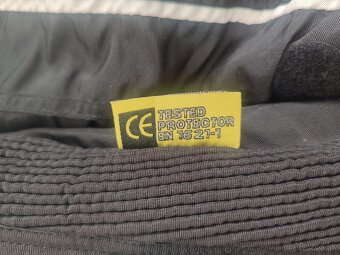 CE
TESTED
PROTECTOR
EN 1621-1